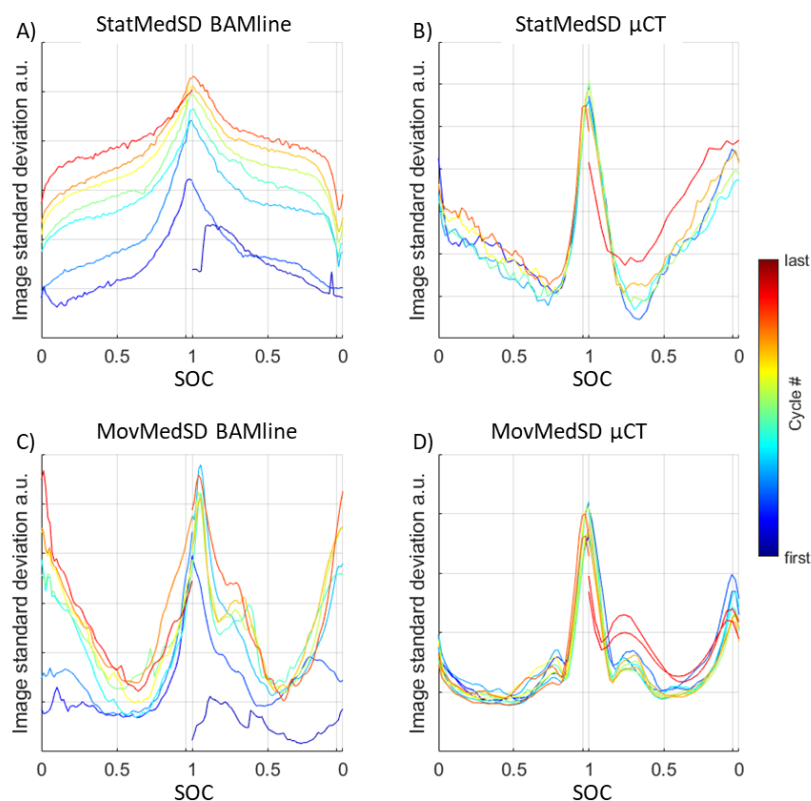 A) StatMedSD BAMline
B) StatMedSD µCT
Image standard deviation a.u.
Image standard deviation a.u.
0 0.5 1 0.5 0
0 0.5 1 0.5 0
SOC
SOC
last
Cycle #
first
C) MovMedSD BAMline
D) MovMedSD µCT
Image standard deviation a.u.
Image standard deviation a.u.
0 0.5 1 0.5 0
0 0.5 1 0.5 0
SOC
SOC